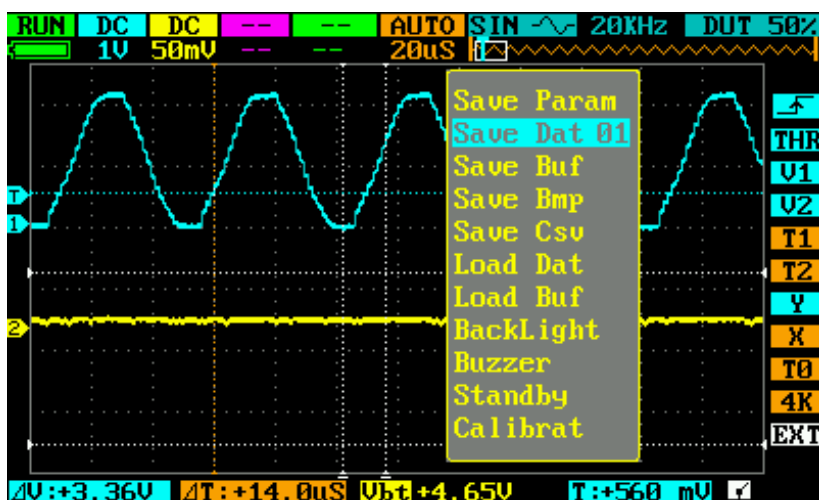 RUN DC DC -- -- AUTO SIN 20KHz DUT 50%
1V 50mV -- -- 20uS
Save Param
Save Dat 01
Save Buf
Save Bmp
Save Csv
Load Dat
Load Buf
BackLight
Buzzer
Standby
Calibrat
T
1
2
THR
V1
V2
T1
T2
Y
X
T0
4K
EXT
⊿V:+3.36V ⊿T:+14.0uS Vbt+4.65V T:+560 mV